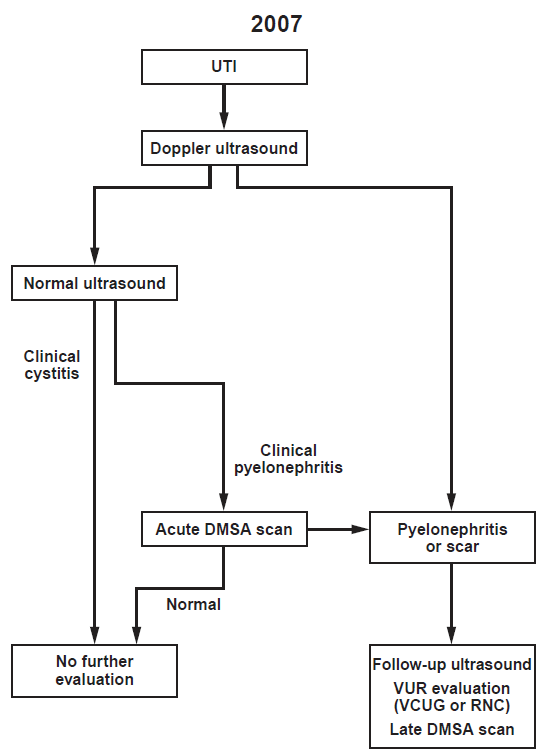 2007
UTI
Doppler ultrasound
Normal ultrasound
Clinical
cystitis
Clinical
pyelonephritis
Acute DMSA scan
Pyelonephritis
or scar
Normal
No further
evaluation
Follow-up ultrasound
VUR evaluation
(VCUG or RNC)
Late DMSA scan